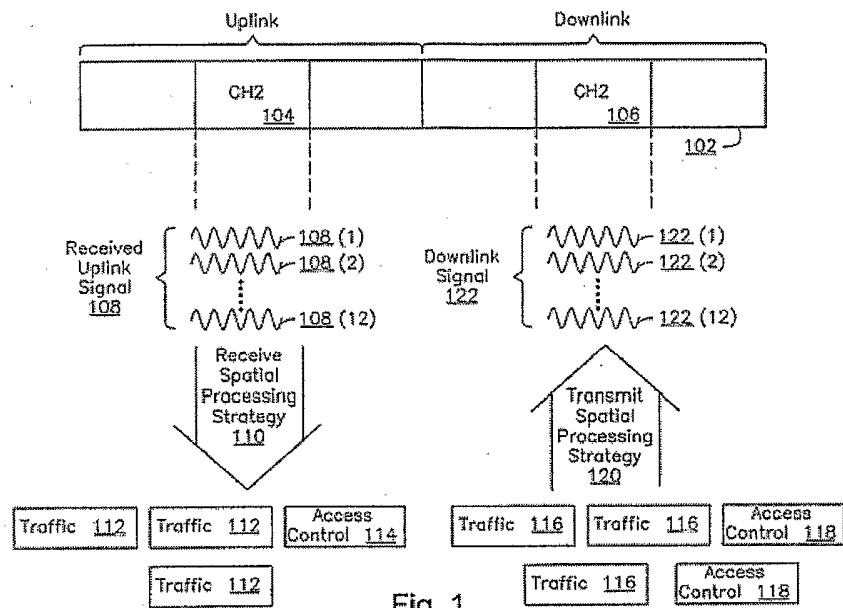 Uplink
Downlink
CH2
104
CH2
106
102
Received
Uplink
Signal
108
108 (1)
108 (2)
108 (12)
Downlink
Signal
122
122 (1)
122 (2)
122 (12)
Receive
Spatial
Processing
Strategy
110
Transmit
Spatial
Processing
Strategy
120
Traffic 112
Traffic 112
Access
Control 114
Traffic 112
Traffic 116
Traffic 116
Access
Control 118
Traffic 116
Access
Control 118
Fig. 1